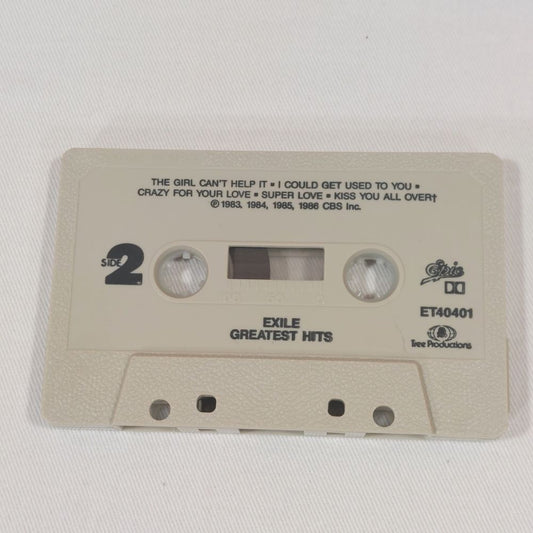 THE GIRL CAN'T HELP IT ▪ I COULD GET USED TO YOU ▪
CRAZY FOR YOUR LOVE ▪ SUPER LOVE ▪ KISS YOU ALL OVER†
℗ 1983, 1984, 1985, 1986 CBS Inc.
SIDE 2
Epic
ET40401
EXILE
GREATEST HITS
Tree Productions